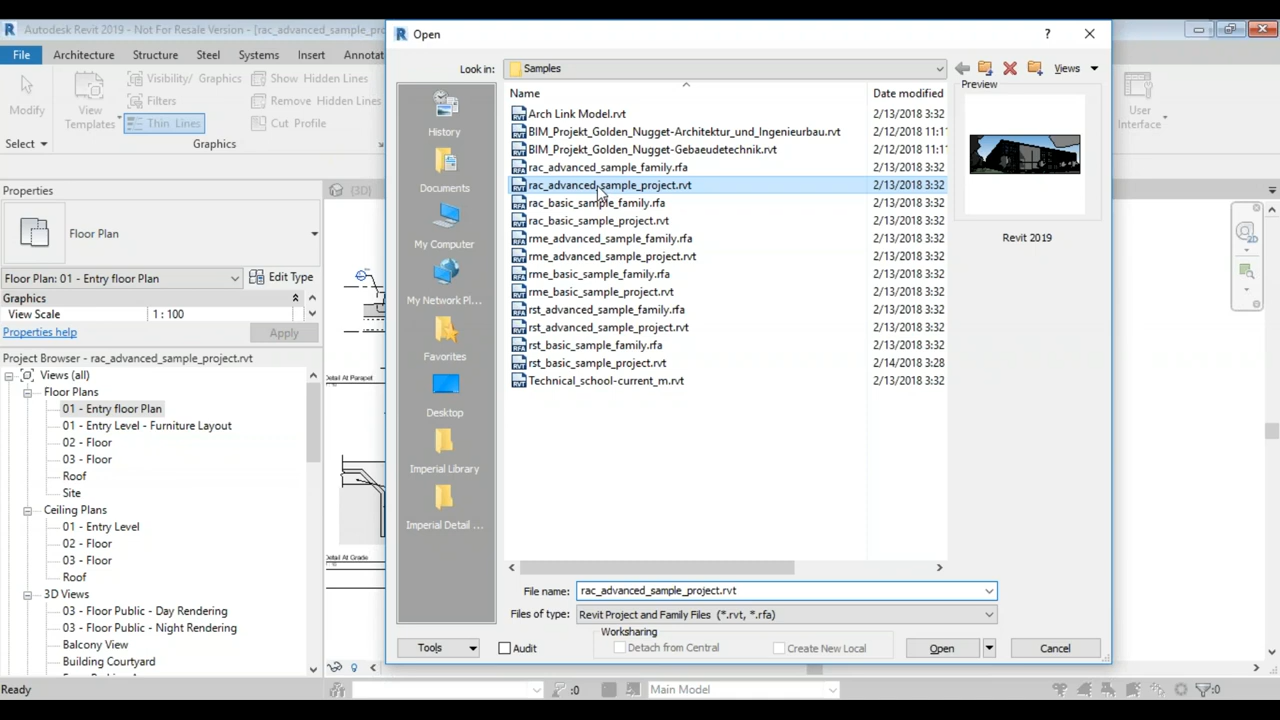 Autodesk Revit 2019 - Not For Resale Version - [rac_advanced_sample_pro
File Architecture Structure Steel Systems Insert Annotat
Modify
View Templates
Visibility/ Graphics
Filters
Thin Lines
Show Hidden Lines
Remove Hidden Lines
Cut Profile
User Interface
Select
Graphics
Properties
Floor Plan
Floor Plan: 01 - Entry floor Plan
Edit Type
Graphics
View Scale 1 : 100
Properties help
Apply
Project Browser - rac_advanced_sample_project.rvt
Views (all)
Floor Plans
01 - Entry floor Plan
01 - Entry Level - Furniture Layout
02 - Floor
03 - Floor
Roof
Site
Ceiling Plans
01 - Entry Level
02 - Floor
03 - Floor
Roof
3D Views
03 - Floor Public - Day Rendering
03 - Floor Public - Night Rendering
Balcony View
Building Courtyard
{3D}
Detail At Parapet
Detail At Grade
Open
?
Look in: Samples
Views
History
Documents
My Computer
My Network Pl...
Favorites
Desktop
Imperial Library
Imperial Detail ...
Name Date modified
Arch Link Model.rvt 2/13/2018 3:32
BIM_Projekt_Golden_Nugget-Architektur_und_Ingenieurbau.rvt 2/12/2018 11:1
BIM_Projekt_Golden_Nugget-Gebaeudetechnik.rvt 2/12/2018 11:1
rac_advanced_sample_family.rfa 2/13/2018 3:32
rac_advanced_sample_project.rvt 2/13/2018 3:32
rac_basic_sample_family.rfa 2/13/2018 3:32
rac_basic_sample_project.rvt 2/13/2018 3:32
rme_advanced_sample_family.rfa 2/13/2018 3:32
rme_advanced_sample_project.rvt 2/13/2018 3:32
rme_basic_sample_family.rfa 2/13/2018 3:32
rme_basic_sample_project.rvt 2/13/2018 3:32
rst_advanced_sample_family.rfa 2/13/2018 3:32
rst_advanced_sample_project.rvt 2/13/2018 3:32
rst_basic_sample_family.rfa 2/13/2018 3:32
rst_basic_sample_project.rvt 2/14/2018 3:28
Technical_school-current_m.rvt 2/13/2018 3:32
Preview
Revit 2019
File name: rac_advanced_sample_project.rvt
Files of type: Revit Project and Family Files (*.rvt, *.rfa)
Worksharing
Tools
Audit
Detach from Central
Create New Local
Open
Cancel
Ready
:0
Main Model
:0